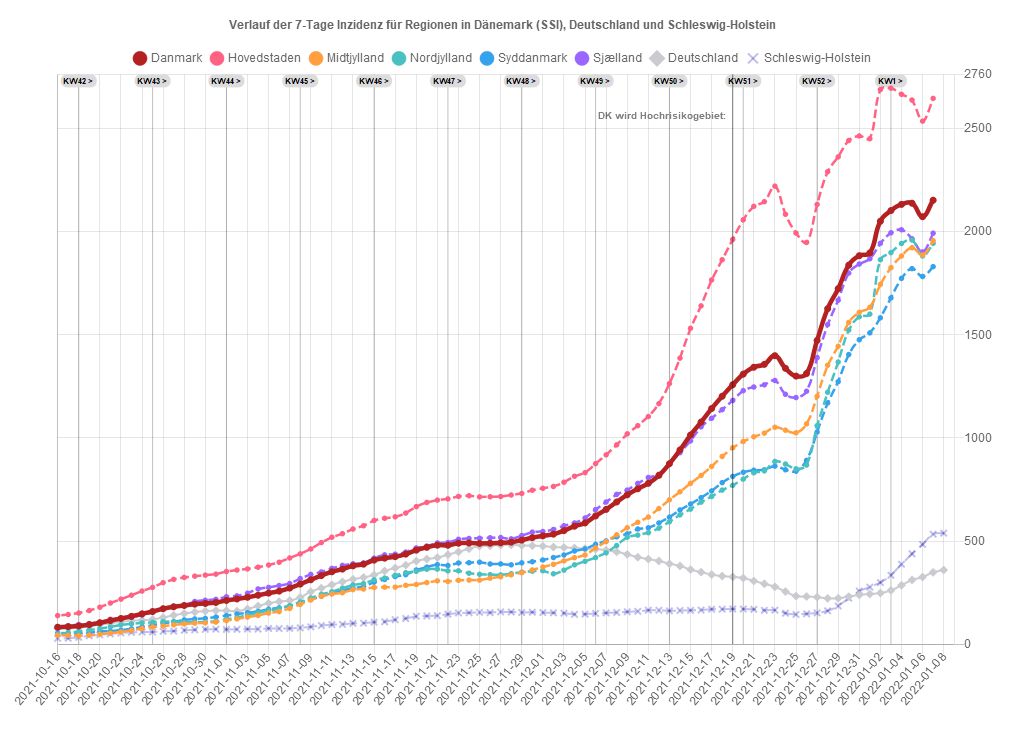 Verlauf der 7-Tage Inzidenz für Regionen in Dänemark (SSI), Deutschland und Schleswig-Holstein
Danmark Hovedstaden Midtjylland Nordjylland Syddanmark Sjælland Deutschland Schleswig-Holstein
KW42 > KW43 > KW44 > KW45 > KW46 > KW47 > KW48 > KW49 > KW50 > KW51 > KW52 > KW1 >
DK wird Hochrisikogebiet:
2760
2500
2000
1500
1000
500
0
2021-10-16 2021-10-18 2021-10-20 2021-10-22 2021-10-24 2021-10-26 2021-10-28 2021-10-30 2021-11-01 2021-11-03 2021-11-05 2021-11-07 2021-11-09 2021-11-11 2021-11-13 2021-11-15 2021-11-17 2021-11-19 2021-11-21 2021-11-23 2021-11-25 2021-11-27 2021-11-29 2021-12-01 2021-12-03 2021-12-05 2021-12-07 2021-12-09 2021-12-11 2021-12-13 2021-12-15 2021-12-17 2021-12-19 2021-12-21 2021-12-23 2021-12-25 2021-12-27 2021-12-29 2021-12-31 2022-01-02 2022-01-04 2022-01-06 2022-01-08